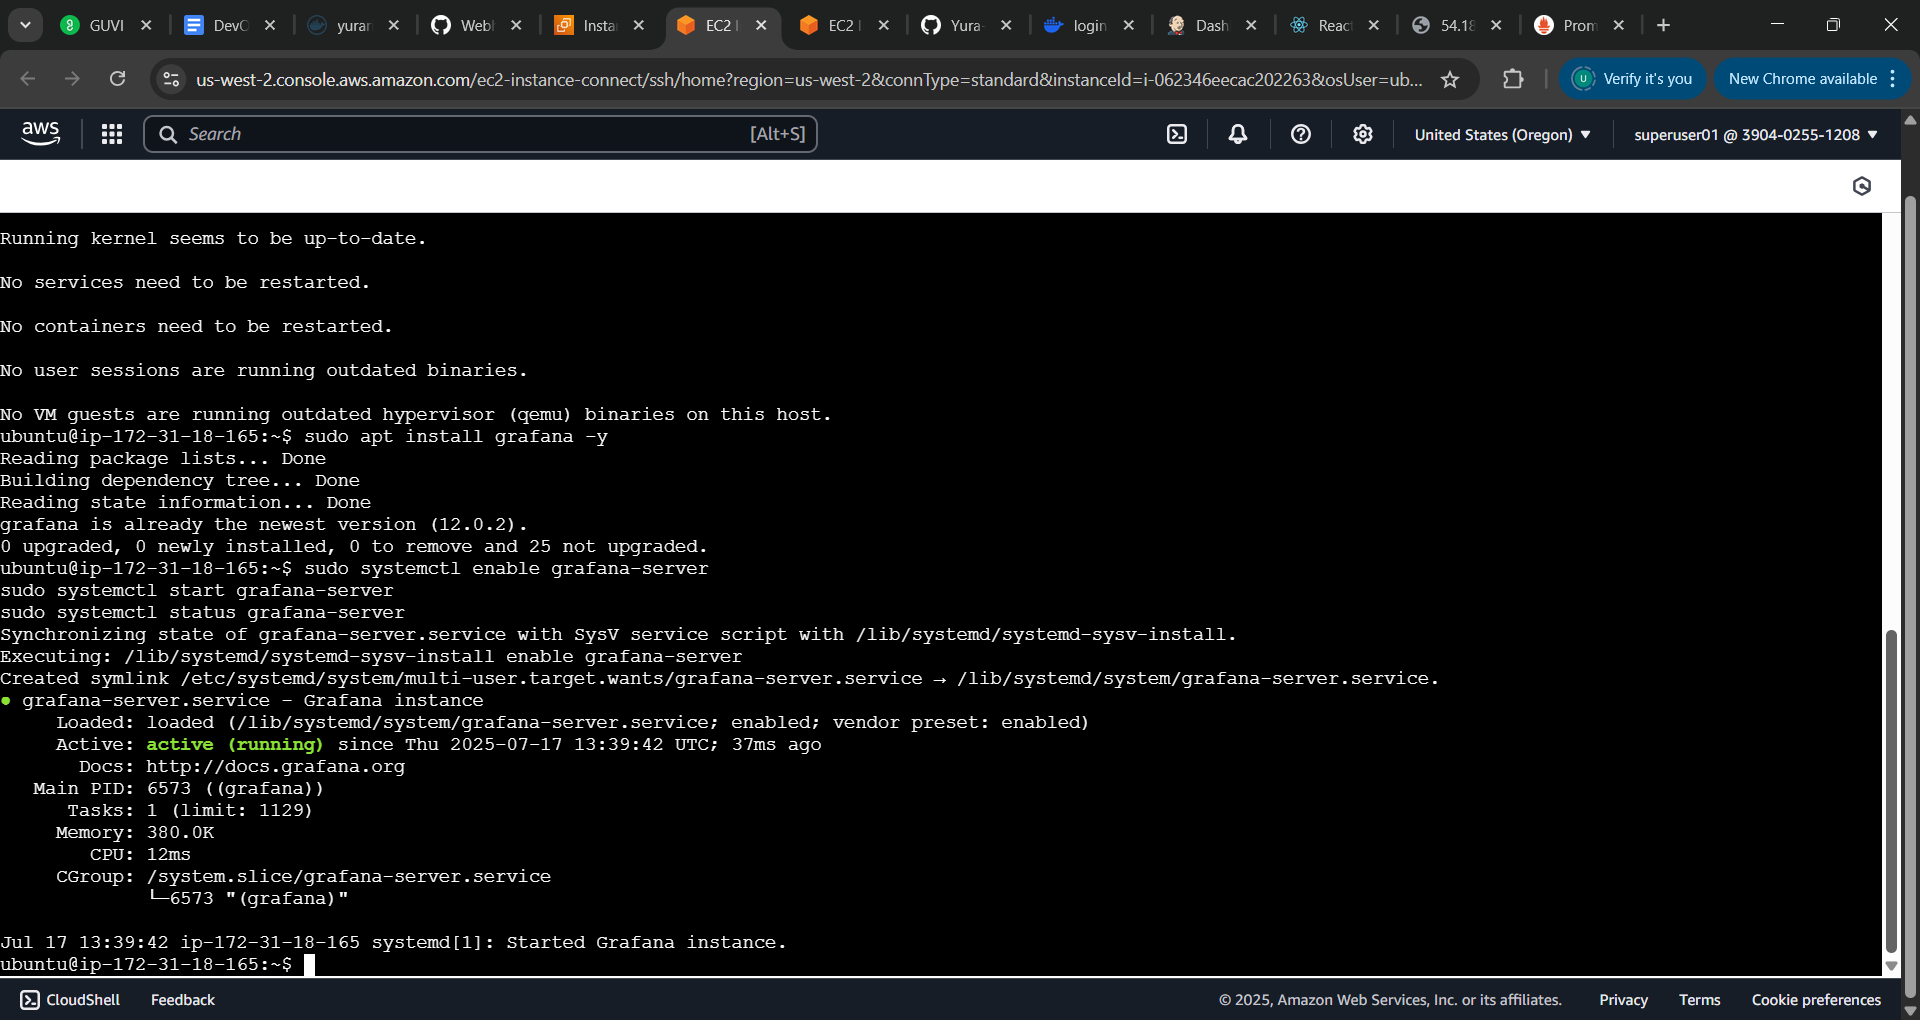 GUVI
DevO
yuran
Webh
Insta
EC2 I
EC2 I
Yura-
login
Dash
React
54.18
Prom
us-west-2.console.aws.amazon.com/ec2-instance-connect/ssh/home?region=us-west-2&connType=standard&instanceId=i-062346eecac202263&osUser=ub...
U
Verify it's you
New Chrome available
aws
Search
[Alt+S]
United States (Oregon)
superuser01 @ 3904-0255-1208
Running kernel seems to be up-to-date.
No services need to be restarted.
No containers need to be restarted.
No user sessions are running outdated binaries.
No VM guests are running outdated hypervisor (qemu) binaries on this host.
ubuntu@ip-172-31-18-165:~$ sudo apt install grafana -y
Reading package lists... Done
Building dependency tree... Done
Reading state information... Done
grafana is already the newest version (12.0.2).
0 upgraded, 0 newly installed, 0 to remove and 25 not upgraded.
ubuntu@ip-172-31-18-165:~$ sudo systemctl enable grafana-server
sudo systemctl start grafana-server
sudo systemctl status grafana-server
Synchronizing state of grafana-server.service with SysV service script with /lib/systemd/systemd-sysv-install.
Executing: /lib/systemd/systemd-sysv-install enable grafana-server
Created symlink /etc/systemd/system/multi-user.target.wants/grafana-server.service → /lib/systemd/system/grafana-server.service.
● grafana-server.service - Grafana instance
Loaded: loaded (/lib/systemd/system/grafana-server.service; enabled; vendor preset: enabled)
Active: active (running) since Thu 2025-07-17 13:39:42 UTC; 37ms ago
Docs: http://docs.grafana.org
Main PID: 6573 ((grafana))
Tasks: 1 (limit: 1129)
Memory: 380.0K
CPU: 12ms
CGroup: /system.slice/grafana-server.service
└─6573 "(grafana)"
Jul 17 13:39:42 ip-172-31-18-165 systemd[1]: Started Grafana instance.
ubuntu@ip-172-31-18-165:~$
CloudShell
Feedback
© 2025, Amazon Web Services, Inc. or its affiliates.
Privacy
Terms
Cookie preferences